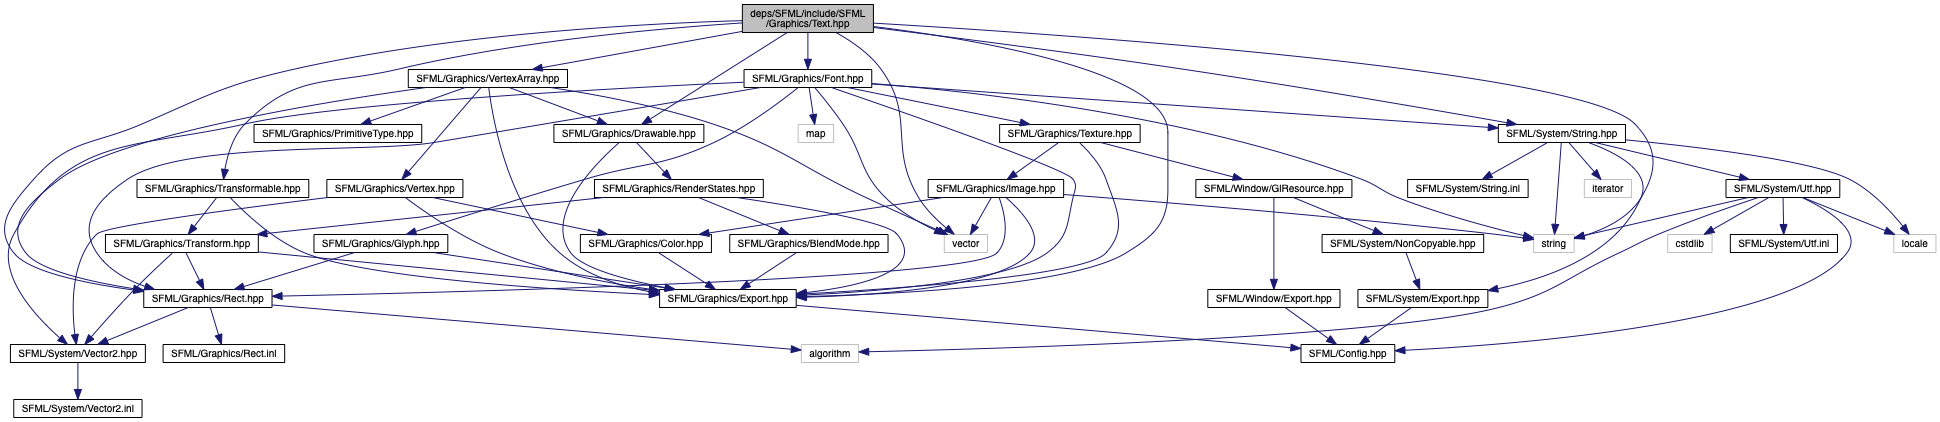 deps/SFML/include/SFML
/Graphics/Text.hpp
SFML/Graphics/VertexArray.hpp
SFML/Graphics/Font.hpp
SFML/Graphics/PrimitiveType.hpp
SFML/Graphics/Drawable.hpp
map
SFML/Graphics/Texture.hpp
SFML/System/String.hpp
SFML/Graphics/Transformable.hpp
SFML/Graphics/Vertex.hpp
SFML/Graphics/RenderStates.hpp
SFML/Graphics/Image.hpp
SFML/Window/GlResource.hpp
SFML/System/String.inl
iterator
SFML/System/Utf.hpp
SFML/Graphics/Transform.hpp
SFML/Graphics/Glyph.hpp
SFML/Graphics/Color.hpp
SFML/Graphics/BlendMode.hpp
vector
SFML/System/NonCopyable.hpp
string
cstdlib
SFML/System/Utf.inl
locale
SFML/Graphics/Rect.hpp
SFML/Graphics/Export.hpp
SFML/Window/Export.hpp
SFML/System/Export.hpp
SFML/System/Vector2.hpp
SFML/Graphics/Rect.inl
algorithm
SFML/Config.hpp
SFML/System/Vector2.inl